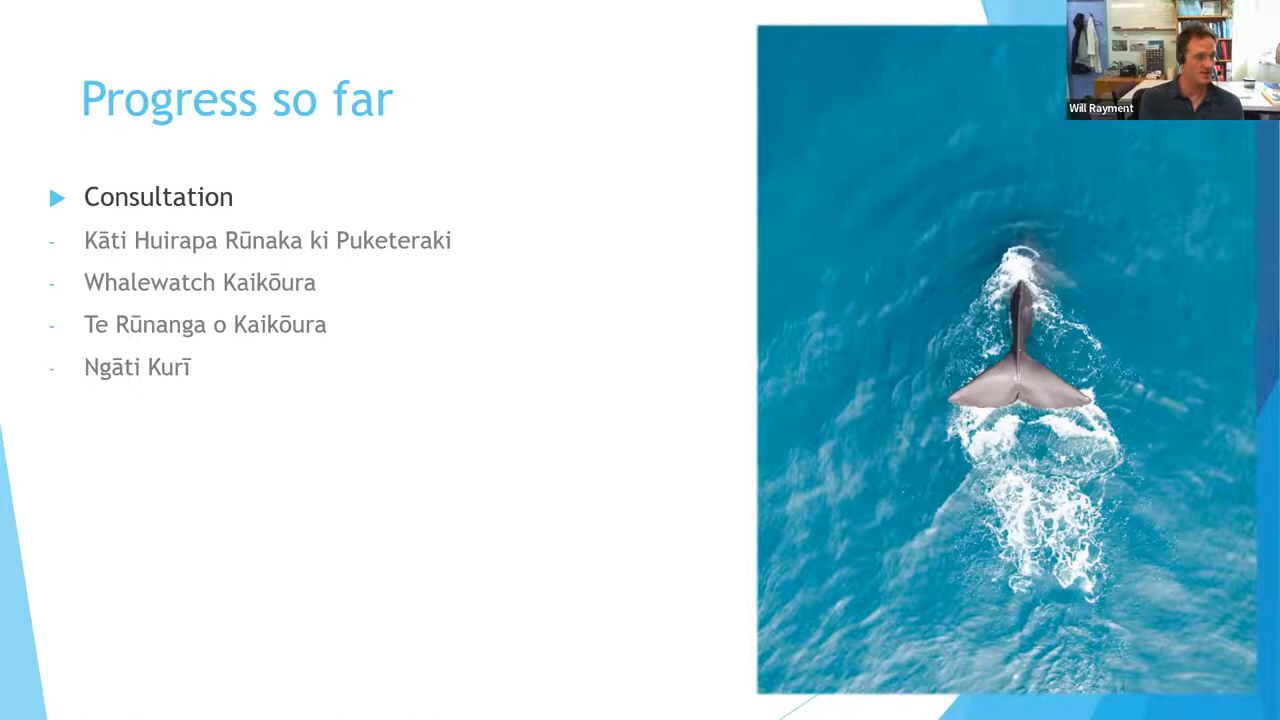 Progress so far
Consultation
- Kāti Huirapa Rūnaka ki Puketeraki
- Whalewatch Kaikōura
- Te Rūnanga o Kaikōura
- Ngāti Kurī
Will Rayment